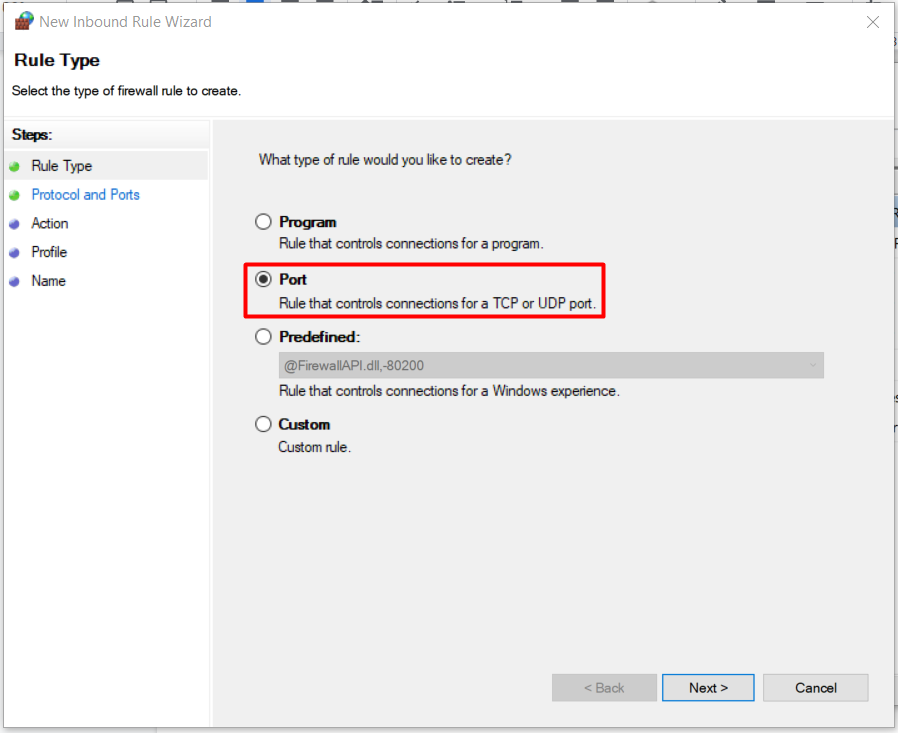 New Inbound Rule Wizard
Rule Type
Select the type of firewall rule to create.
Steps:
Rule Type
Protocol and Ports
Action
Profile
Name
What type of rule would you like to create?
Program
Rule that controls connections for a program.
Port
Rule that controls connections for a TCP or UDP port.
Predefined:
@FirewallAPI.dll,-80200
Rule that controls connections for a Windows experience.
Custom
Custom rule.
< Back
Next >
Cancel